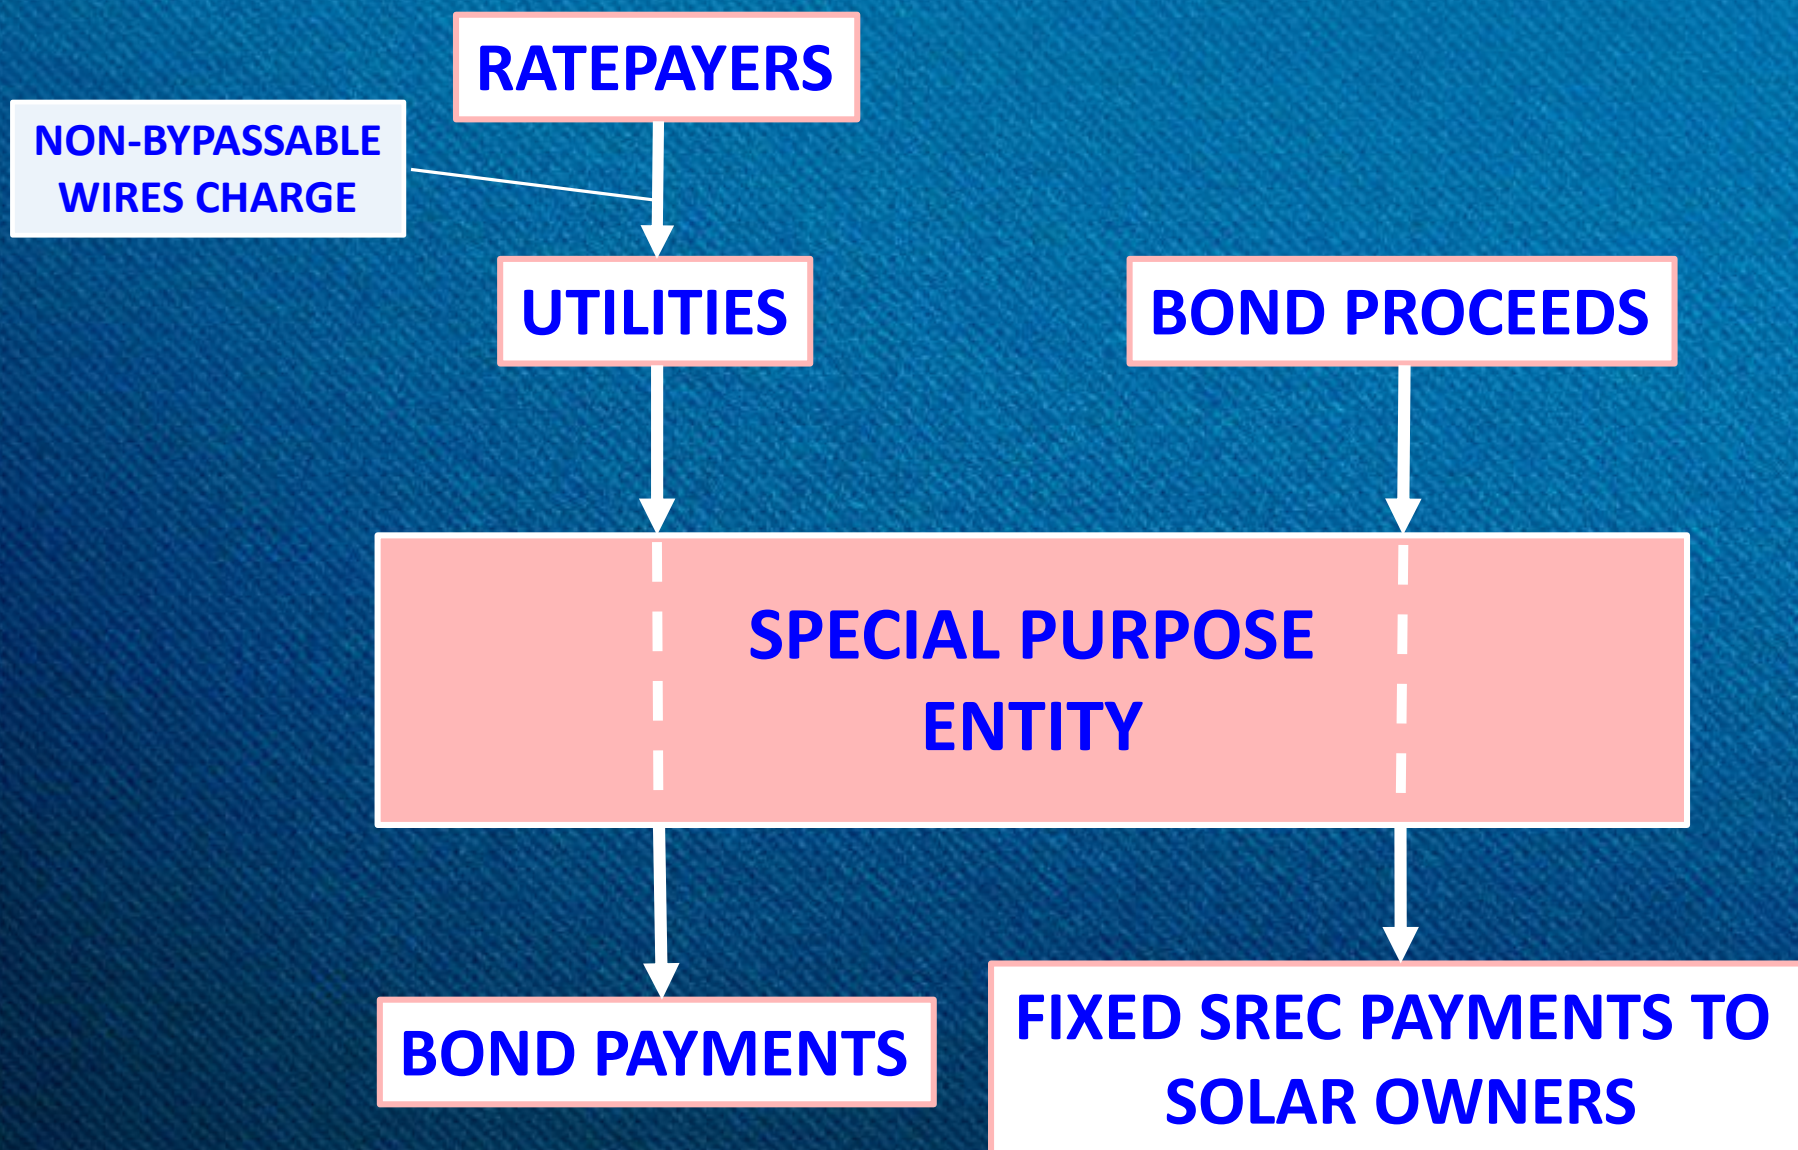 RATEPAYERS
NON-BYPASSABLE
WIRES CHARGE
UTILITIES
BOND PROCEEDS
SPECIAL PURPOSE
ENTITY
BOND PAYMENTS
FIXED SREC PAYMENTS TO
SOLAR OWNERS